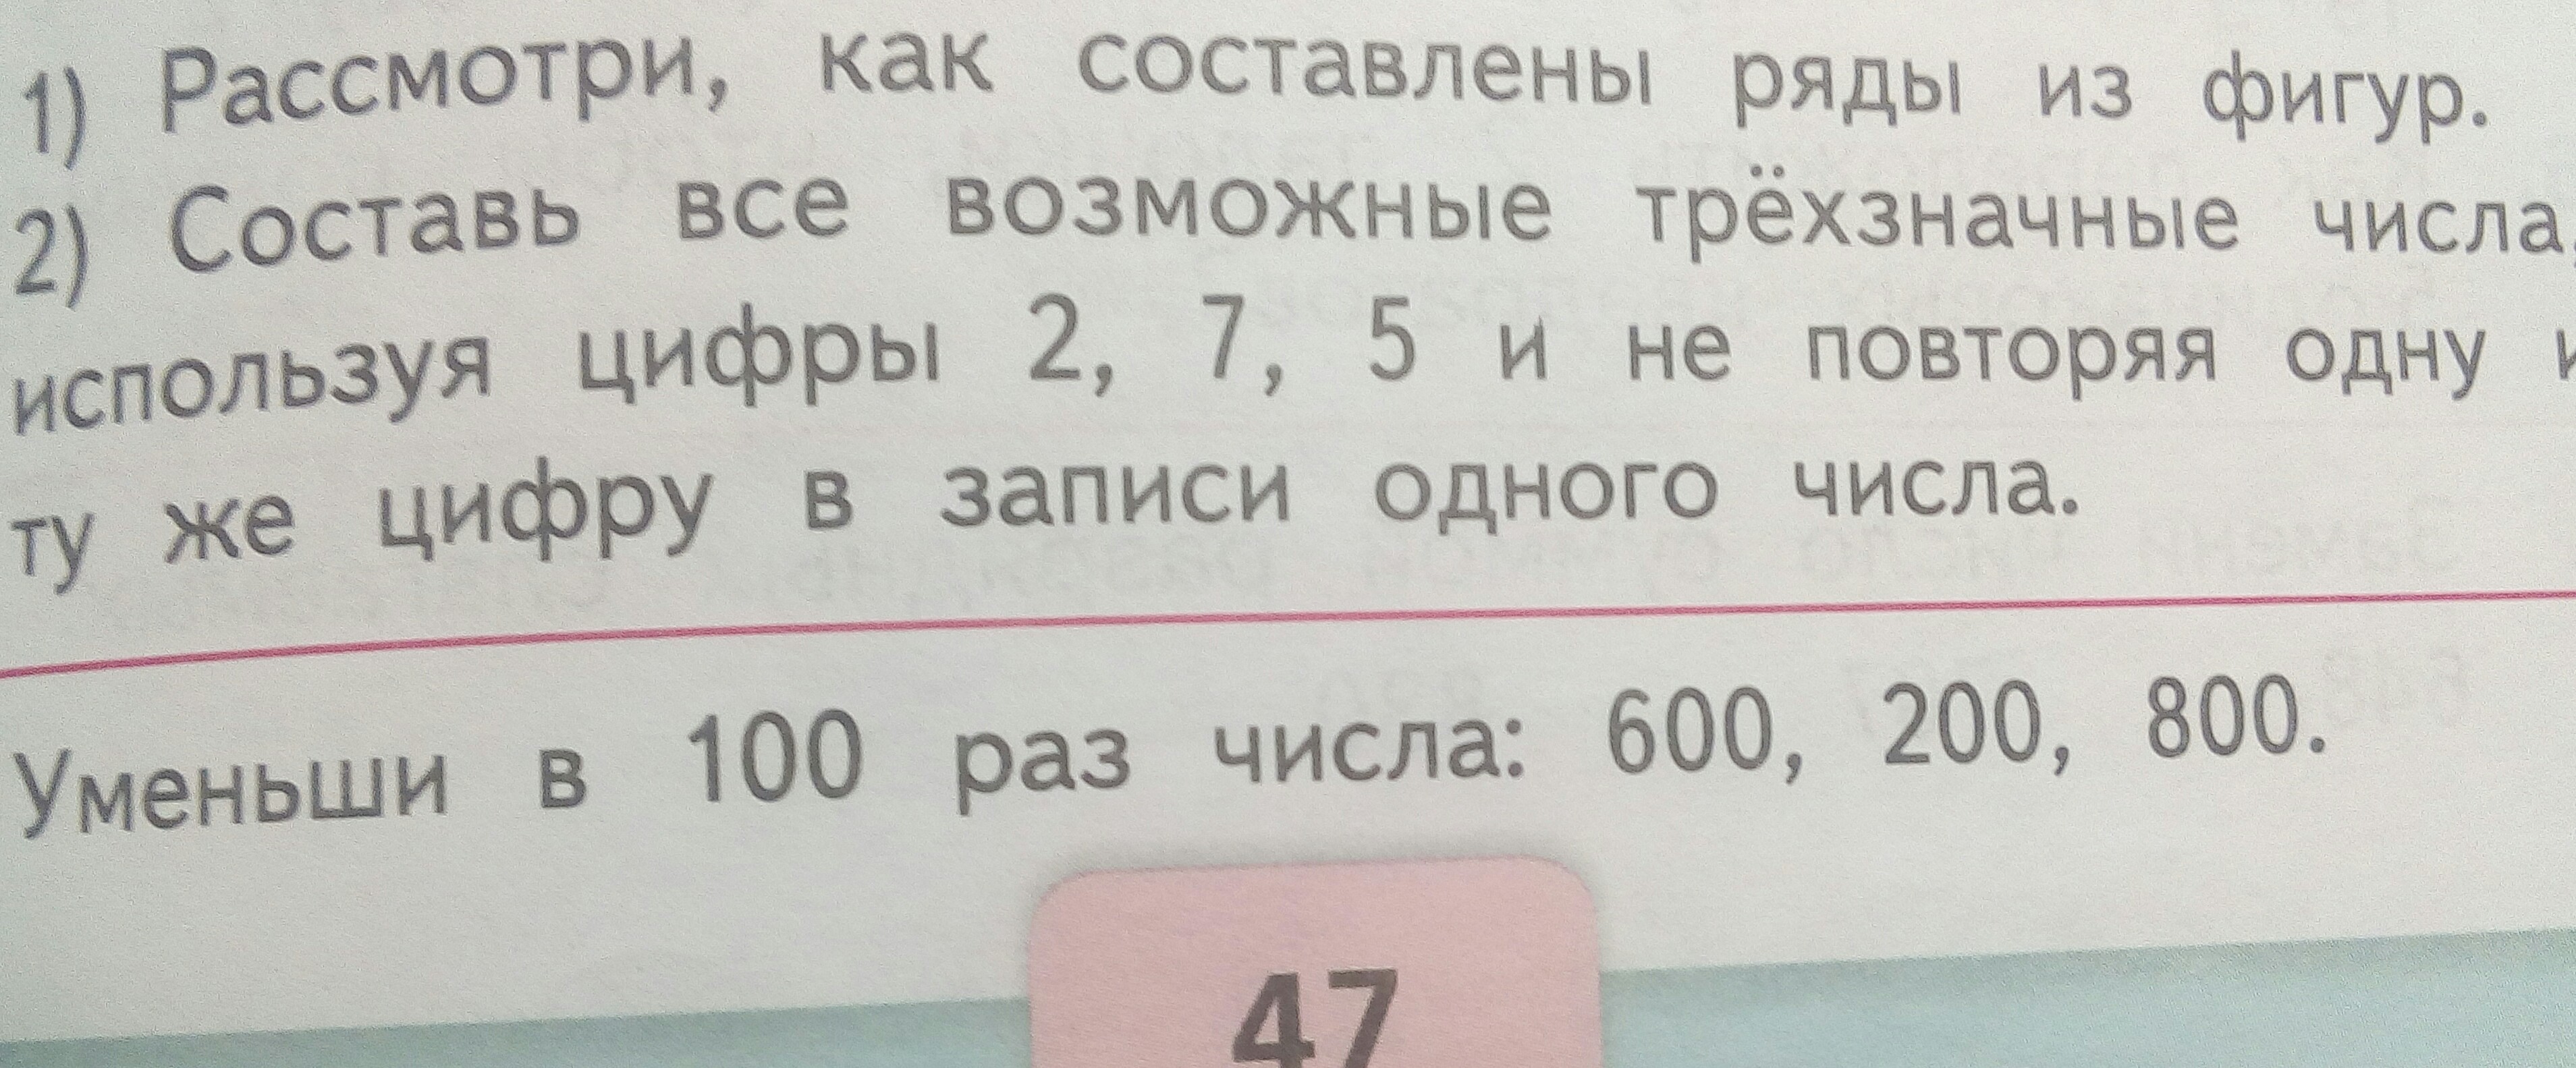 1) Рассмотри, как составлены ряды из фигур.
2) Составь все возможные трёхзначные числа,
используя цифры 2, 7, 5 и не повторяя одну и
ту же цифру в записи одного числа.
Уменьши в 100 раз числа: 600, 200, 800.
47